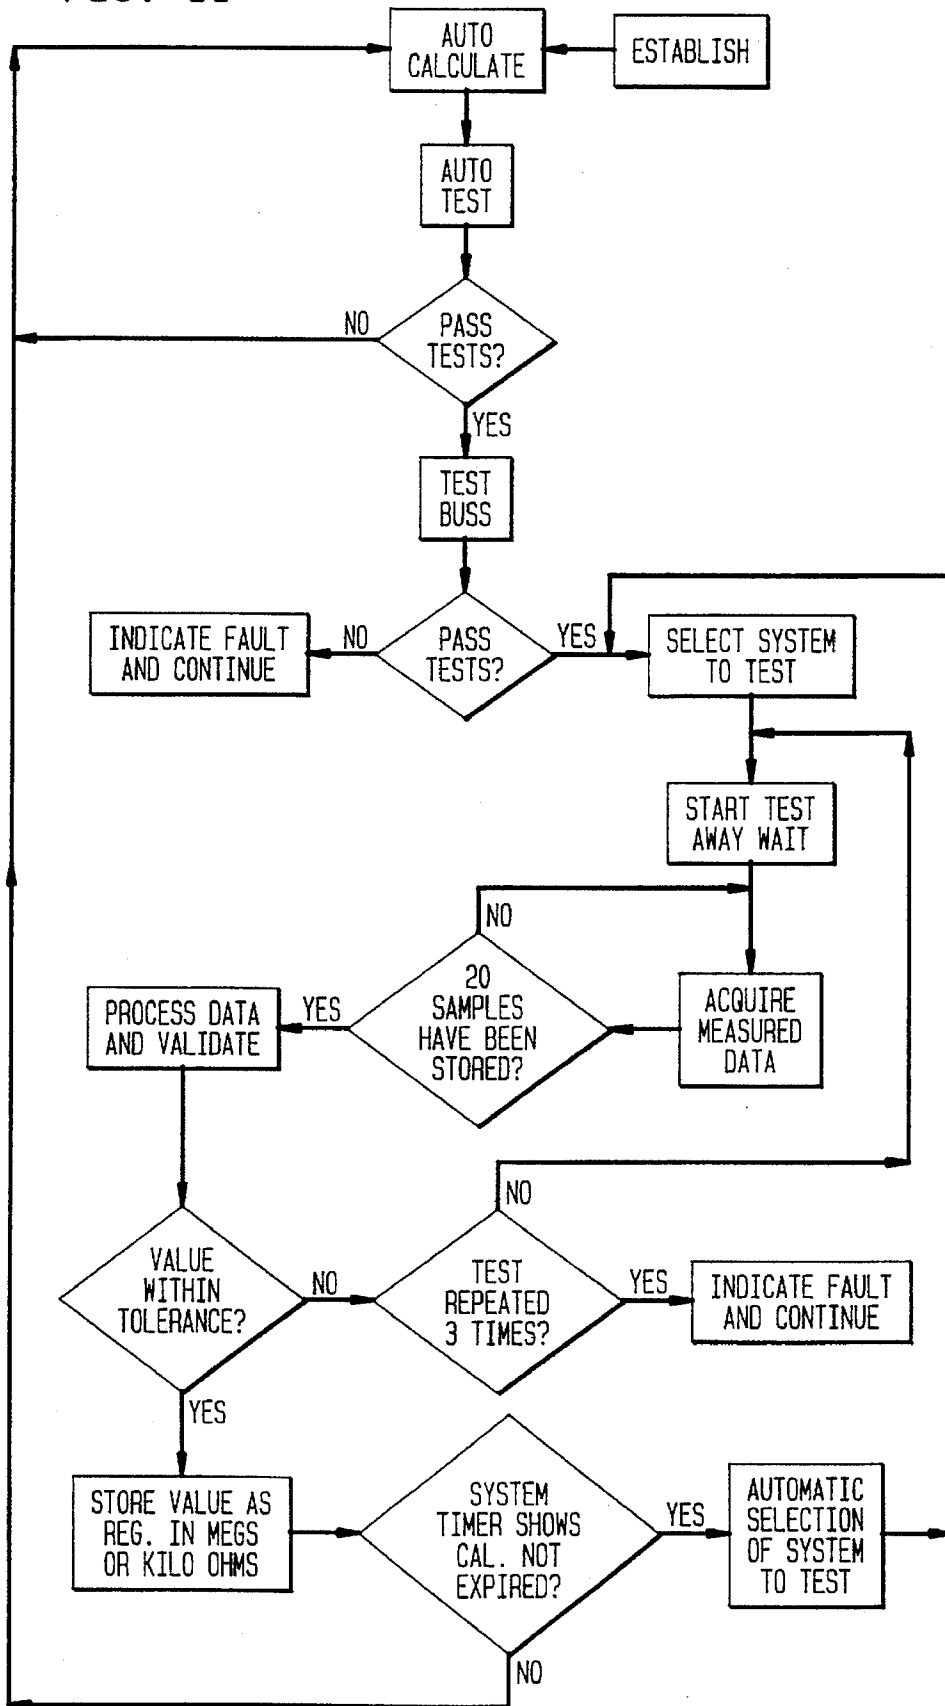 AUTO
CALCULATE
ESTABLISH
AUTO
TEST
NO
PASS
TESTS?
YES
TEST
BUSS
INDICATE FAULT
AND CONTINUE
NO
PASS
TESTS?
YES
SELECT SYSTEM
TO TEST
START TEST
AWAY WAIT
NO
PROCESS DATA
AND VALIDATE
YES
20
SAMPLES
HAVE BEEN
STORED?
ACQUIRE
MEASURED
DATA
NO
VALUE
WITHIN
TOLERANCE?
NO
TEST
REPEATED
3 TIMES?
YES
INDICATE FAULT
AND CONTINUE
YES
STORE VALUE AS
REG. IN MEGS
OR KILO OHMS
SYSTEM
TIMER SHOWS
CAL. NOT
EXPIRED?
YES
AUTOMATIC
SELECTION
OF SYSTEM
TO TEST
NO